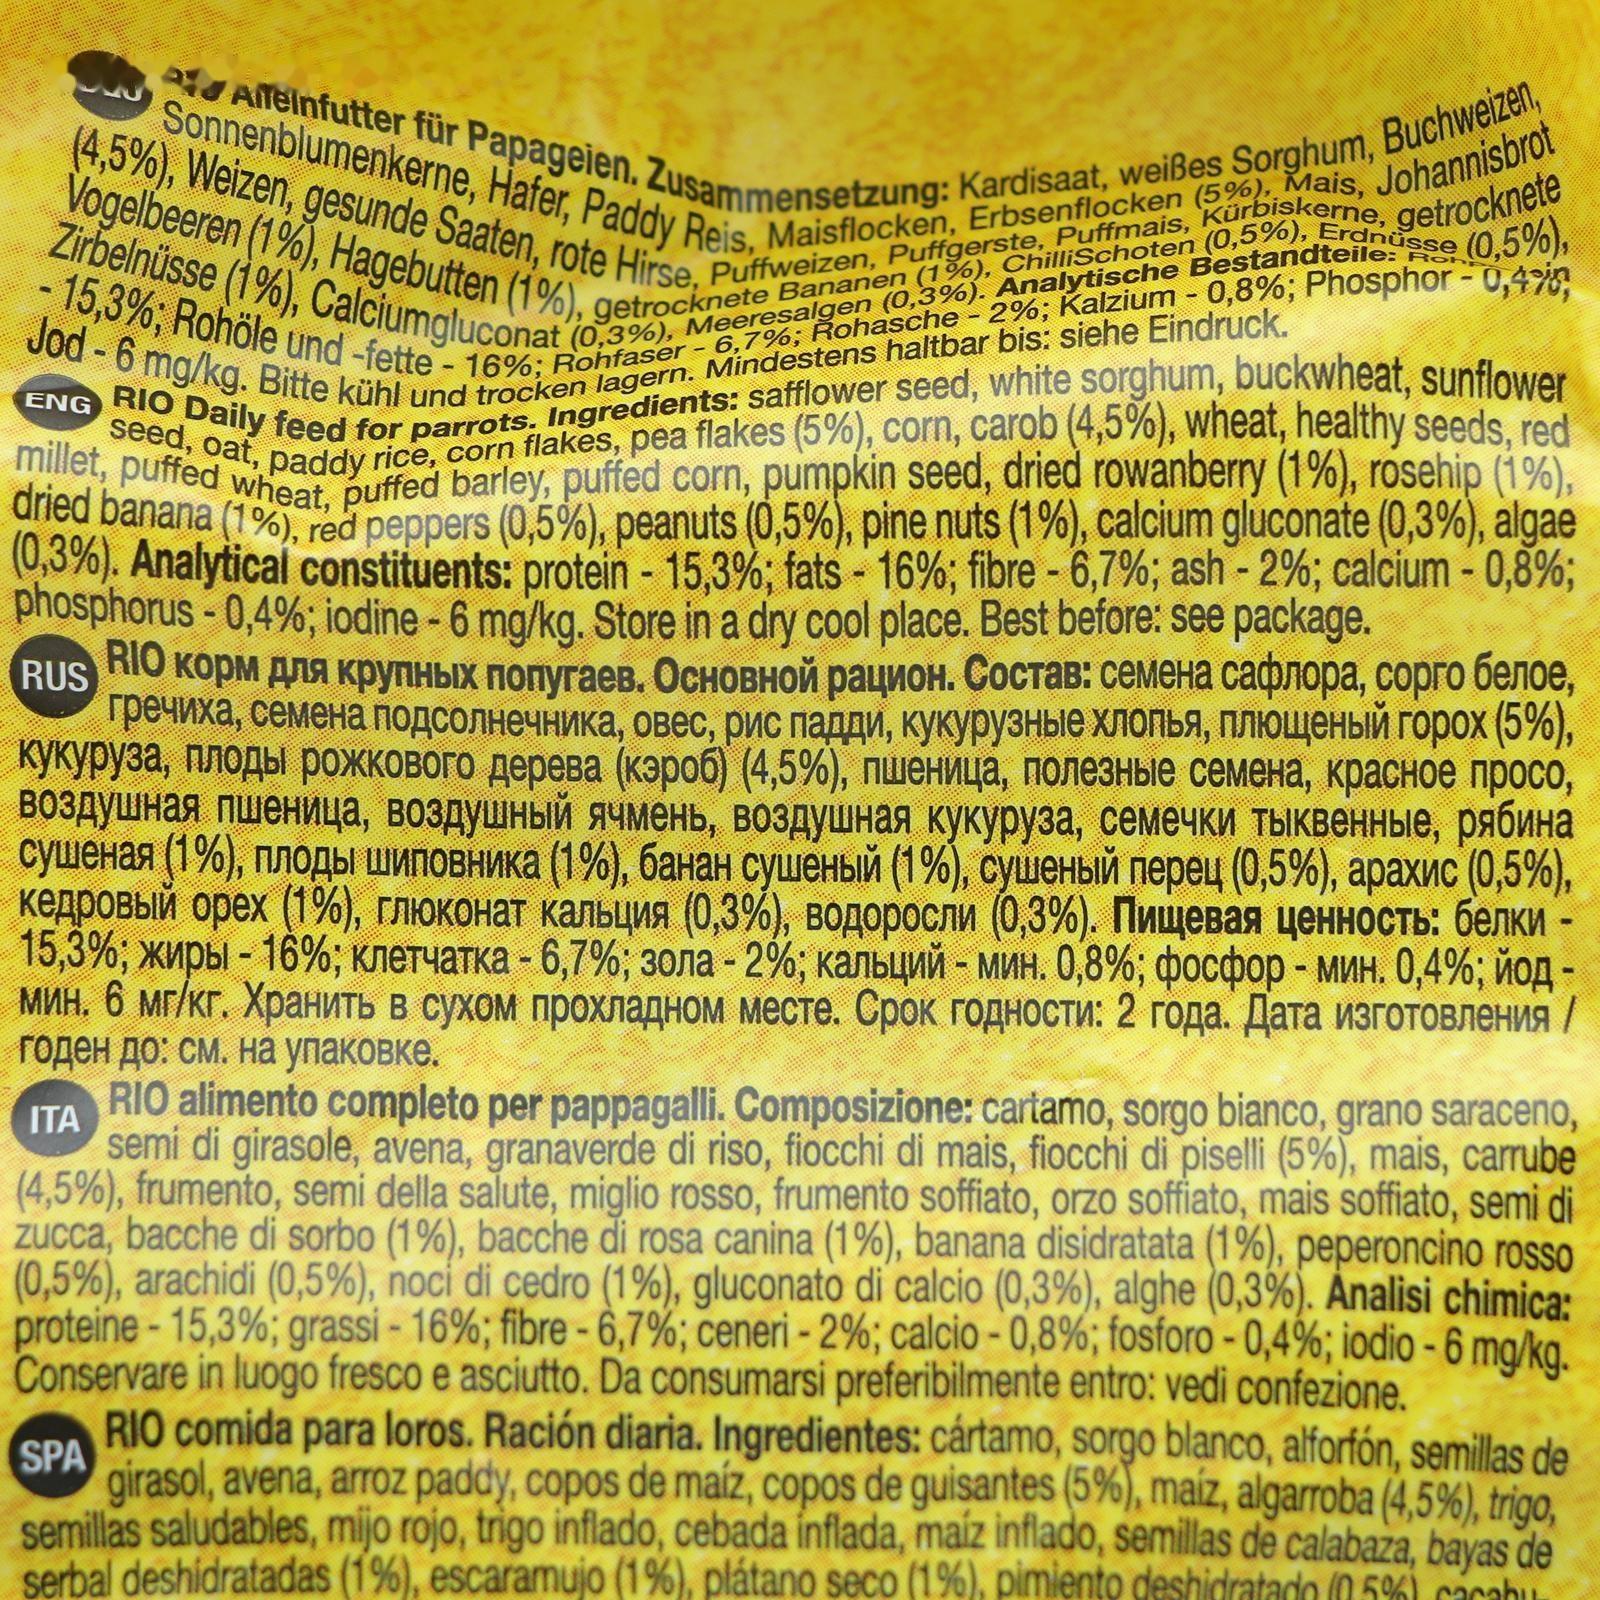 Alleinfutter für Papageien. Zusammensetzung: Kardisaat, weißes Sorghum, Buchweizen,
Sonnenblumenkerne, Hafer, Paddy Reis, Maisflocken, Erbsenflocken (5%), Mais, Johannisbrot
(4,5%), Weizen, gesunde Saaten, rote Hirse, Puffweizen, Puffgerste, Puffmais, Kürbiskerne, getrocknete
Vogelbeeren (1%), Hagebutten (1%), getrocknete Bananen (1%), ChilliSchoten (0,5%), Erdnüsse (0,5%),
Zirbelnüsse (1%), Calciumgluconat (0,3%), Meeresalgen (0,3%). Analytische Bestandteile:
- 15,3%; Rohöle und -fette - 16%; Rohfaser - 6,7%; Rohasche - 2%; Kalzium - 0,8%; Phosphor - 0,4%;
Jod - 6 mg/kg. Bitte kühl und trocken lagern. Mindestens haltbar bis: siehe Eindruck.
ENG RIO Daily feed for parrots. Ingredients: safflower seed, white sorghum, buckwheat, sunflower
seed, oat, paddy rice, corn flakes, pea flakes (5%), corn, carob (4,5%), wheat, healthy seeds, red
millet, puffed wheat, puffed barley, puffed corn, pumpkin seed, dried rowanberry (1%), rosehip (1%),
dried banana (1%), red peppers (0,5%), peanuts (0,5%), pine nuts (1%), calcium gluconate (0,3%), algae
(0,3%). Analytical constituents: protein - 15,3%; fats - 16%; fibre - 6,7%; ash - 2%; calcium - 0,8%;
phosphorus - 0,4%; iodine - 6 mg/kg. Store in a dry cool place. Best before: see package.
RUS RIO корм для крупных попугаев. Основной рацион. Состав: семена сафлора, сорго белое,
гречиха, семена подсолнечника, овес, рис падди, кукурузные хлопья, плющеный горох (5%),
кукуруза, плоды рожкового дерева (кэроб) (4,5%), пшеница, полезные семена, красное просо,
воздушная пшеница, воздушный ячмень, воздушная кукуруза, семечки тыквенные, рябина
сушеная (1%), плоды шиповника (1%), банан сушеный (1%), сушеный перец (0,5%), арахис (0,5%),
кедровый орех (1%), глюконат кальция (0,3%), водоросли (0,3%). Пищевая ценность: белки -
15,3%; жиры - 16%; клетчатка - 6,7%; зола - 2%; кальций - мин. 0,8%; фосфор - мин. 0,4%; йод -
мин. 6 мг/кг. Хранить в сухом прохладном месте. Срок годности: 2 года. Дата изготовления /
годен до: см. на упаковке.
ITA RIO alimento completo per pappagalli. Composizione: cartamo, sorgo bianco, grano saraceno,
semi di girasole, avena, granaverde di riso, fiocchi di mais, fiocchi di piselli (5%), mais, carrube
(4,5%), frumento, semi della salute, miglio rosso, frumento soffiato, orzo soffiato, mais soffiato, semi di
zucca, bacche di sorbo (1%), bacche di rosa canina (1%), banana disidratata (1%), peperoncino rosso
(0,5%), arachidi (0,5%), noci di cedro (1%), gluconato di calcio (0,3%), alghe (0,3%). Analisi chimica:
proteine - 15,3%; grassi - 16%; fibre - 6,7%; ceneri - 2%; calcio - 0,8%; fosforo - 0,4%; iodio - 6 mg/kg.
Conservare in luogo fresco e asciutto. Da consumarsi preferibilmente entro: vedi confezione.
SPA RIO comida para loros. Ración diaria. Ingredientes: cártamo, sorgo blanco, alforfón, semillas de
girasol, avena, arroz paddy, copos de maíz, copos de guisantes (5%), maíz, algarroba (4,5%), trigo,
semillas saludables, mijo rojo, trigo inflado, cebada inflada, maíz inflado, semillas de calabaza, bayas de
serbal deshidratadas (1%), escaramujo (1%), plátano seco (1%), pimiento deshidratado (0,5%), cacahu-